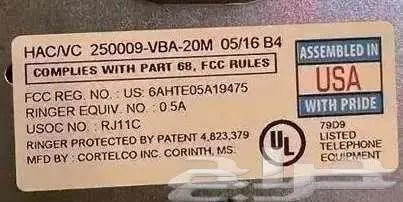 HAC/VC 250009-VBA-20M 05/16 B4
COMPLIES WITH PART 68, FCC RULES
FCC REG. NO. : US: 6AHTE05A19475
RINGER EQUIV. NO : 0.5A
USOC NO. : RJ11C
RINGER PROTECTED BY PATENT 4,823,379
MFD BY : CORTELCO INC. CORINTH, MS.
ASSEMBLED IN
USA
WITH PRIDE
UL
79D9
LISTED
TELEPHONE
EQUIPMENT
حراج